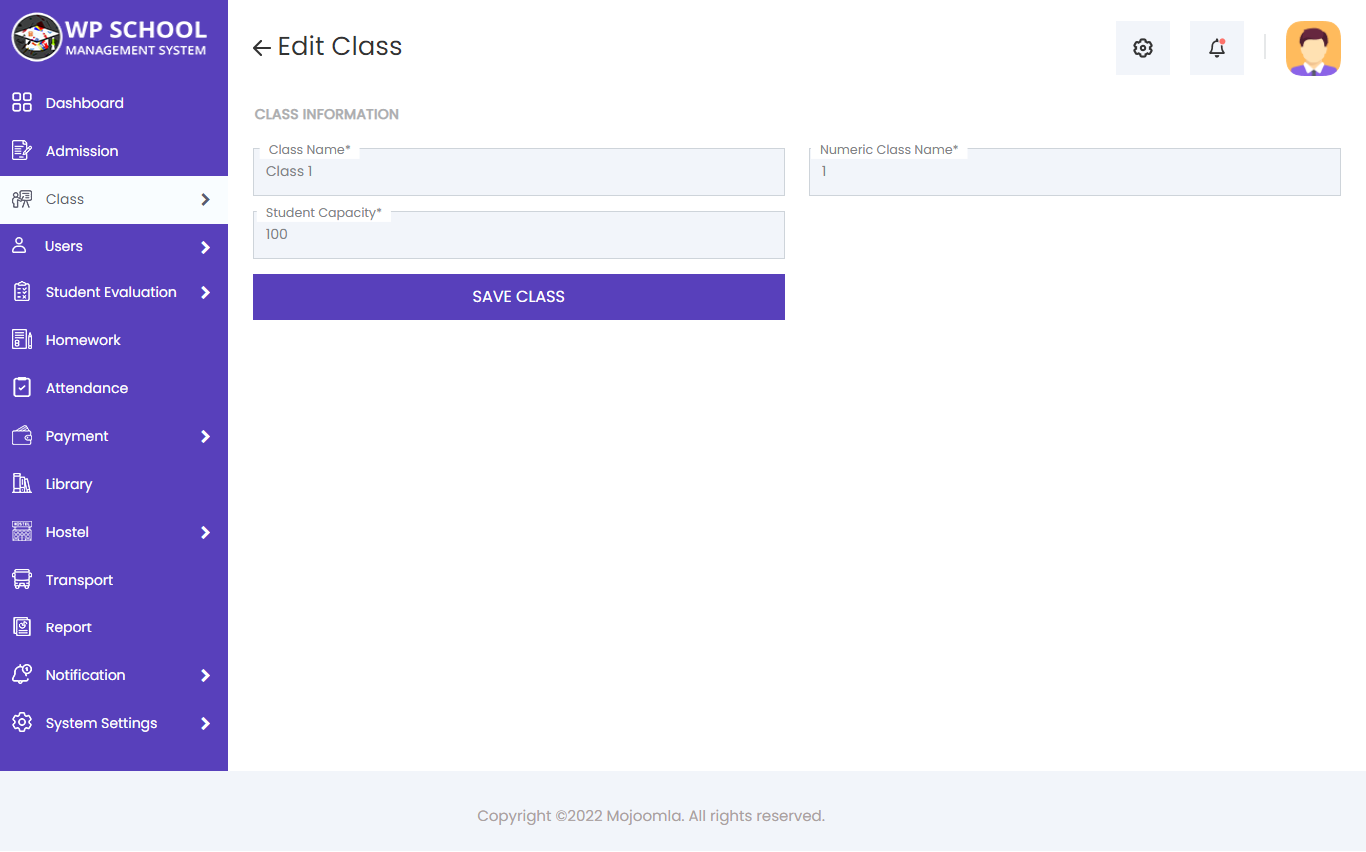 WP SCHOOL
MANAGEMENT SYSTEM
Dashboard
Admission
Class
Users
Student Evaluation
Homework
Attendance
Payment
Library
Hostel
Transport
Report
Notification
System Settings
Edit Class
CLASS INFORMATION
Class Name*
Class 1
Numeric Class Name*
1
Student Capacity*
100
SAVE CLASS
Copyright ©2022 Mojoomla. All rights reserved.